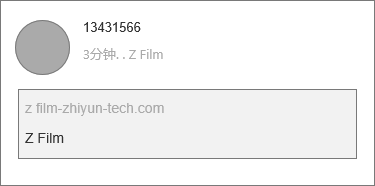 13431566
3分钟. . Z Film
z film-zhiyun-tech.com
Z Film